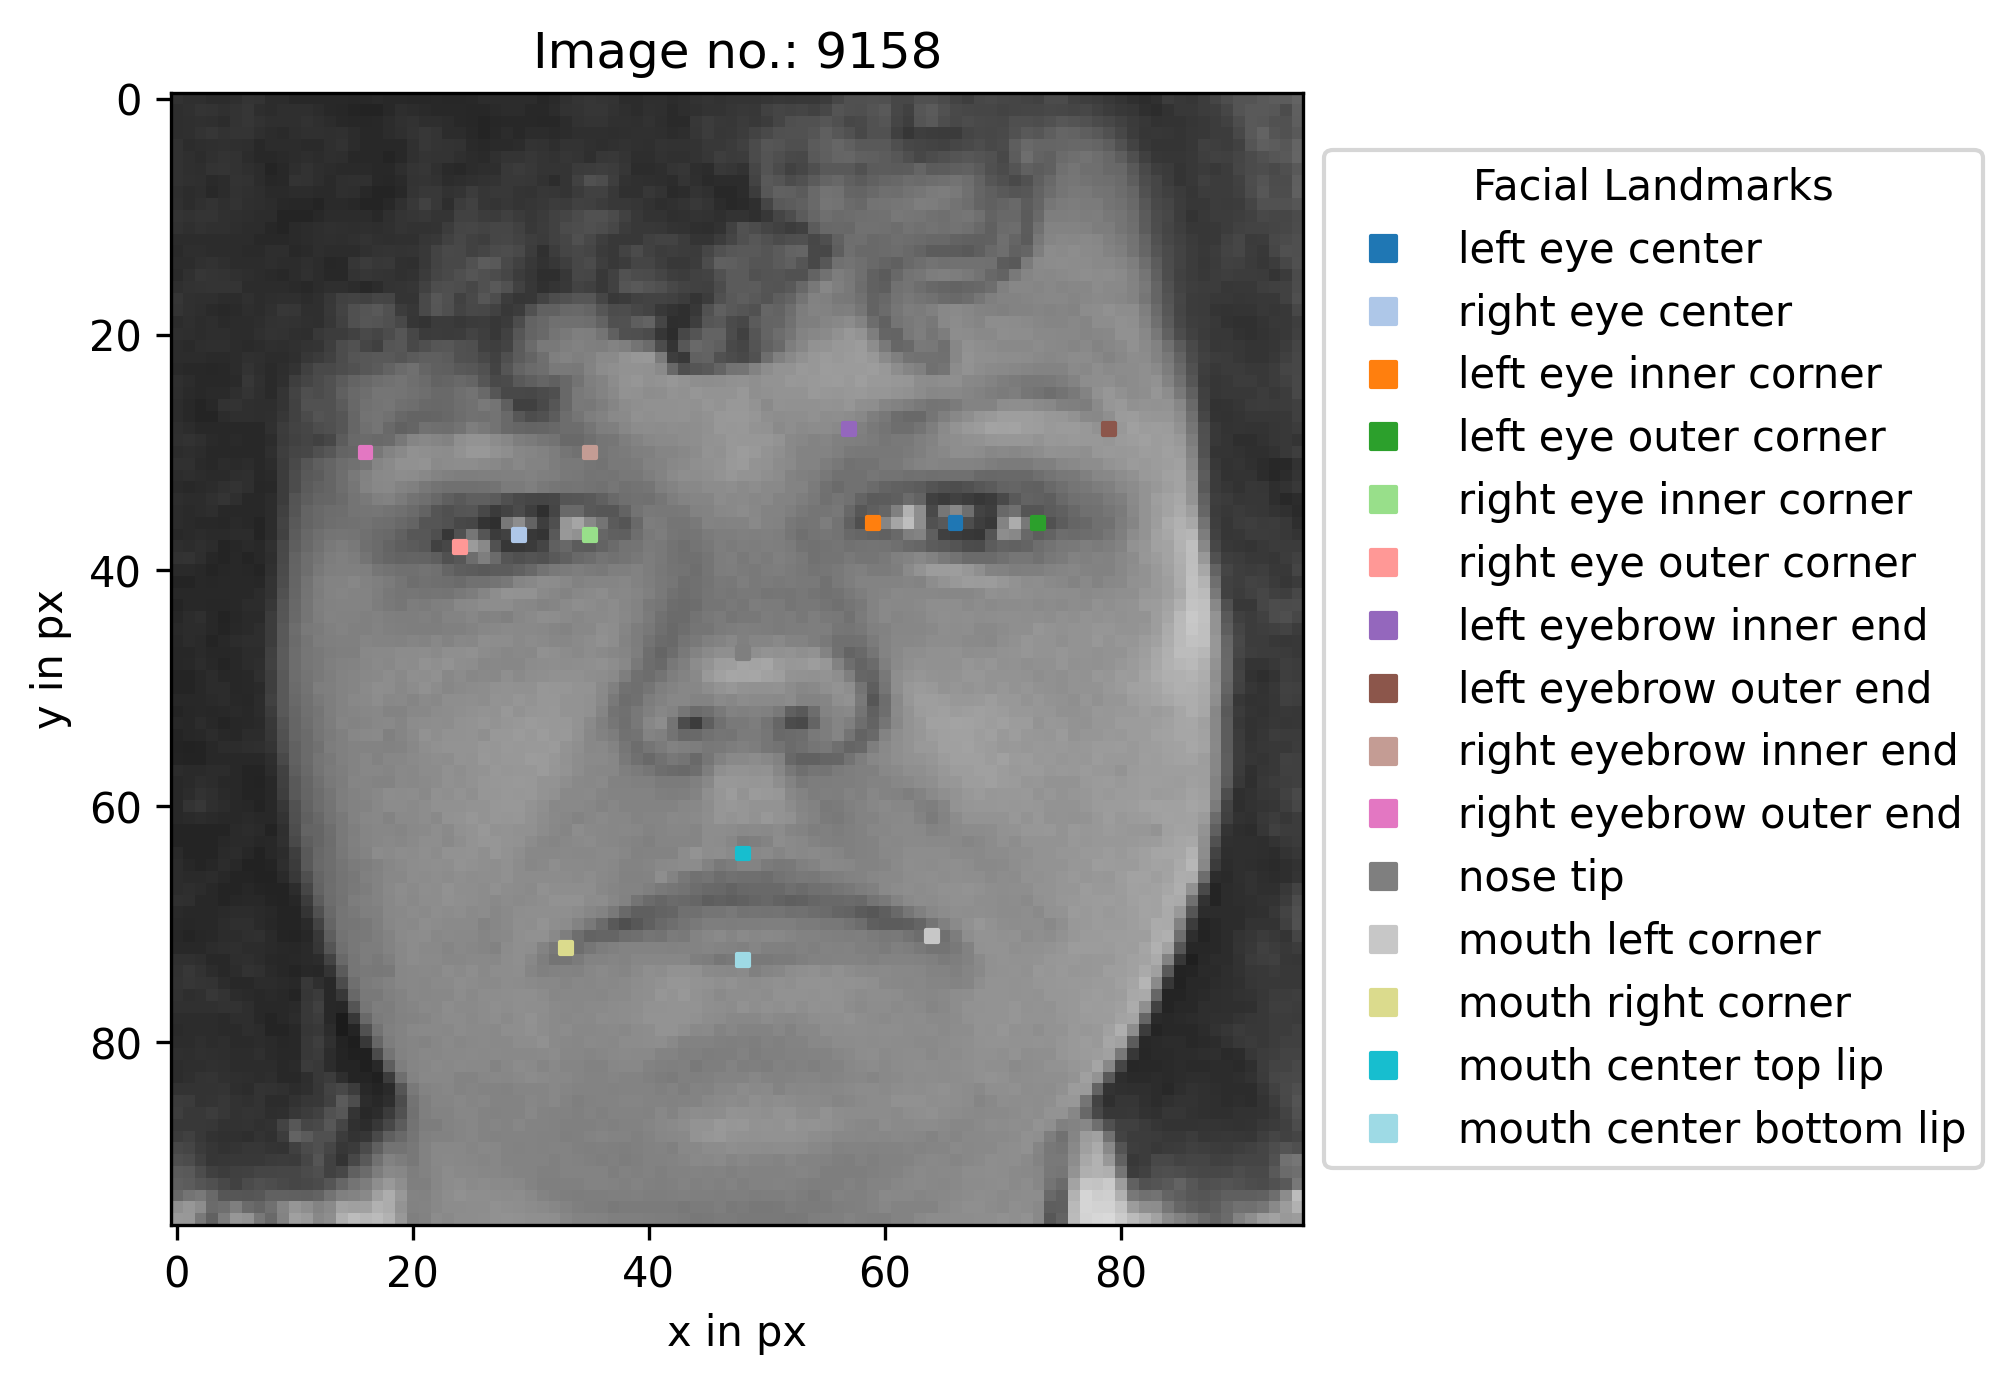 Image no.: 9158
0
20
40
60
80
y in px
0 20 40 60 80
x in px
Facial Landmarks
left eye center
right eye center
left eye inner corner
left eye outer corner
right eye inner corner
right eye outer corner
left eyebrow inner end
left eyebrow outer end
right eyebrow inner end
right eyebrow outer end
nose tip
mouth left corner
mouth right corner
mouth center top lip
mouth center bottom lip